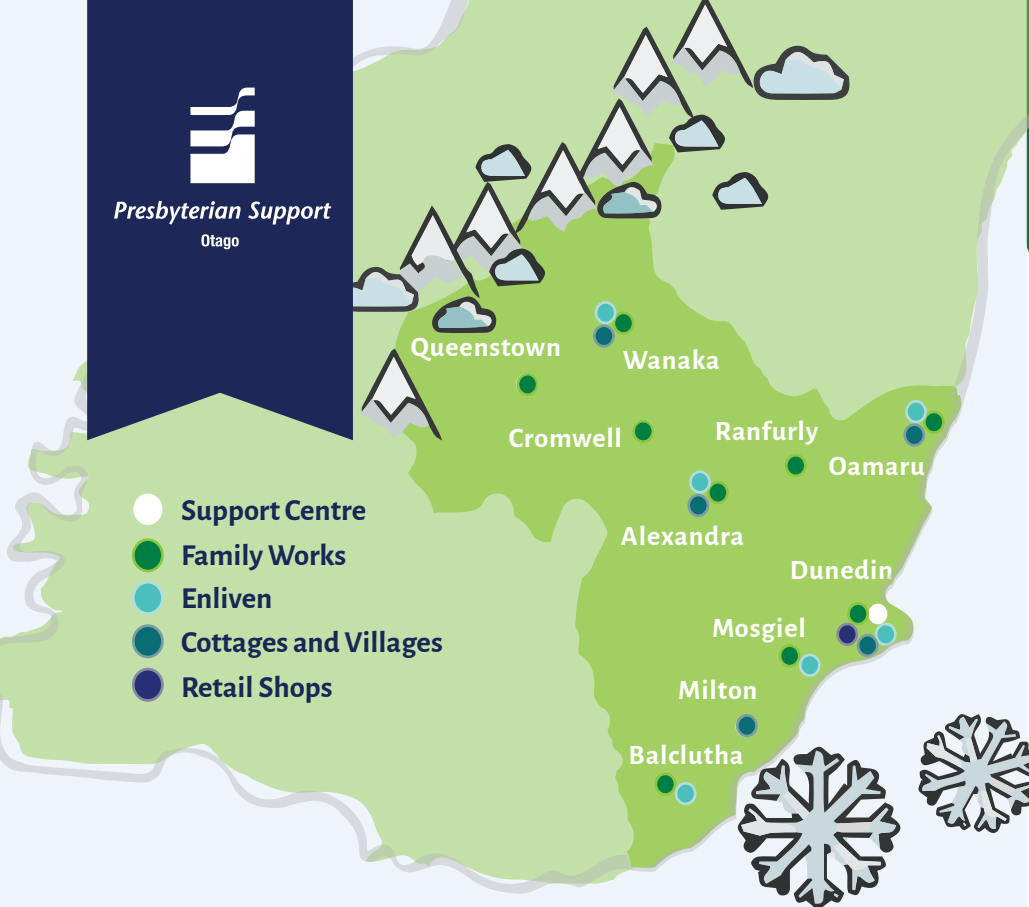 Presbyterian Support
Otago
Queenstown
Wanaka
Cromwell
Ranfurly
Oamaru
Alexandra
Dunedin
Mosgiel
Milton
Balclutha
Support Centre
Family Works
Enliven
Cottages and Villages
Retail Shops